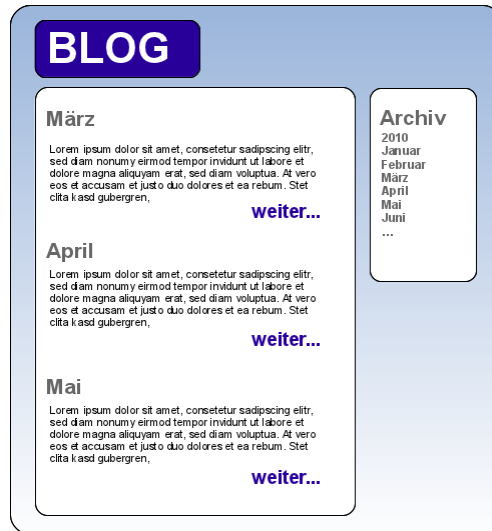 BLOG
März
Lorem ipsum dolor sit amet, consetetur sadipscing elitr,
sed diam nonumy eirmod tempor invidunt ut labore et
dolore magna aliquyam erat, sed diam voluptua. At vero
eos et accusam et justo duo dolores et ea rebum. Stet
clita kasd gubergren,
weiter...
April
Lorem ipsum dolor sit amet, consetetur sadipscing elitr,
sed diam nonumy eirmod tempor invidunt ut labore et
dolore magna aliquyam erat, sed diam voluptua. At vero
eos et accusam et justo duo dolores et ea rebum. Stet
clita kasd gubergren,
weiter...
Mai
Lorem ipsum dolor sit amet, consetetur sadipscing elitr,
sed diam nonumy eirmod tempor invidunt ut labore et
dolore magna aliquyam erat, sed diam voluptua. At vero
eos et accusam et justo duo dolores et ea rebum. Stet
clita kasd gubergren,
weiter...
Archiv
2010
Januar
Februar
März
April
Mai
Juni
...